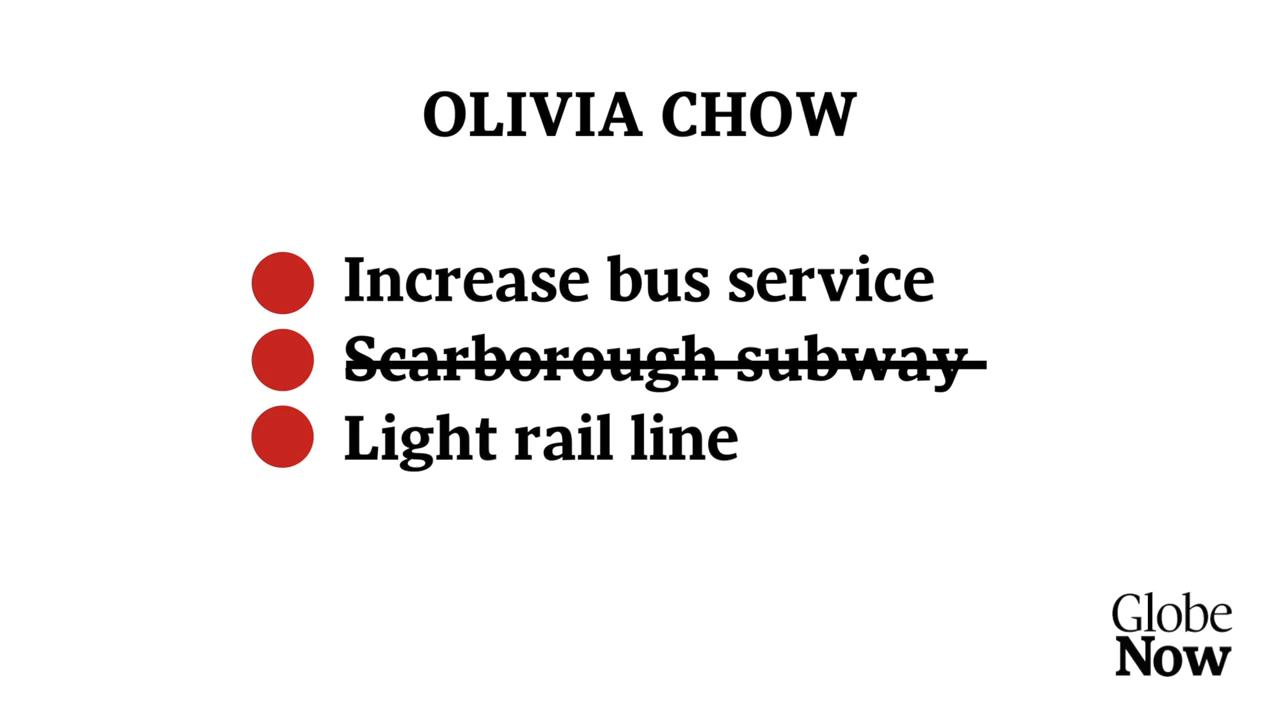 OLIVIA CHOW
Increase bus service
Scarborough subway
Light rail line
Globe
Now